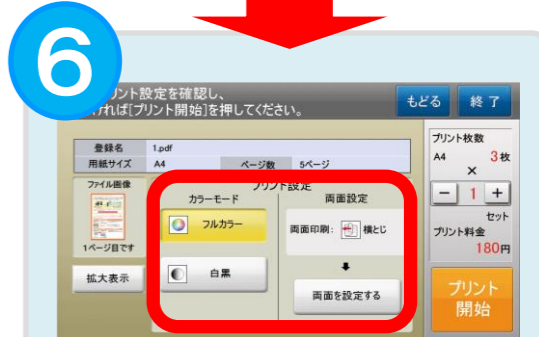 6
リント設定を確認し、
ければ[プリント開始]を押してください。
もどる 終了
登録名 1.pdf
用紙サイズ A4 ページ数 5ページ
ファイル画像
1ページ目です
拡大表示
プリント設定
カラーモード
フルカラー
白黒
両面設定
両面印刷: 横とじ
両面を設定する
プリント枚数
A4 3枚
×
− 1 +
セット
プリント料金
180円
プリント
開始